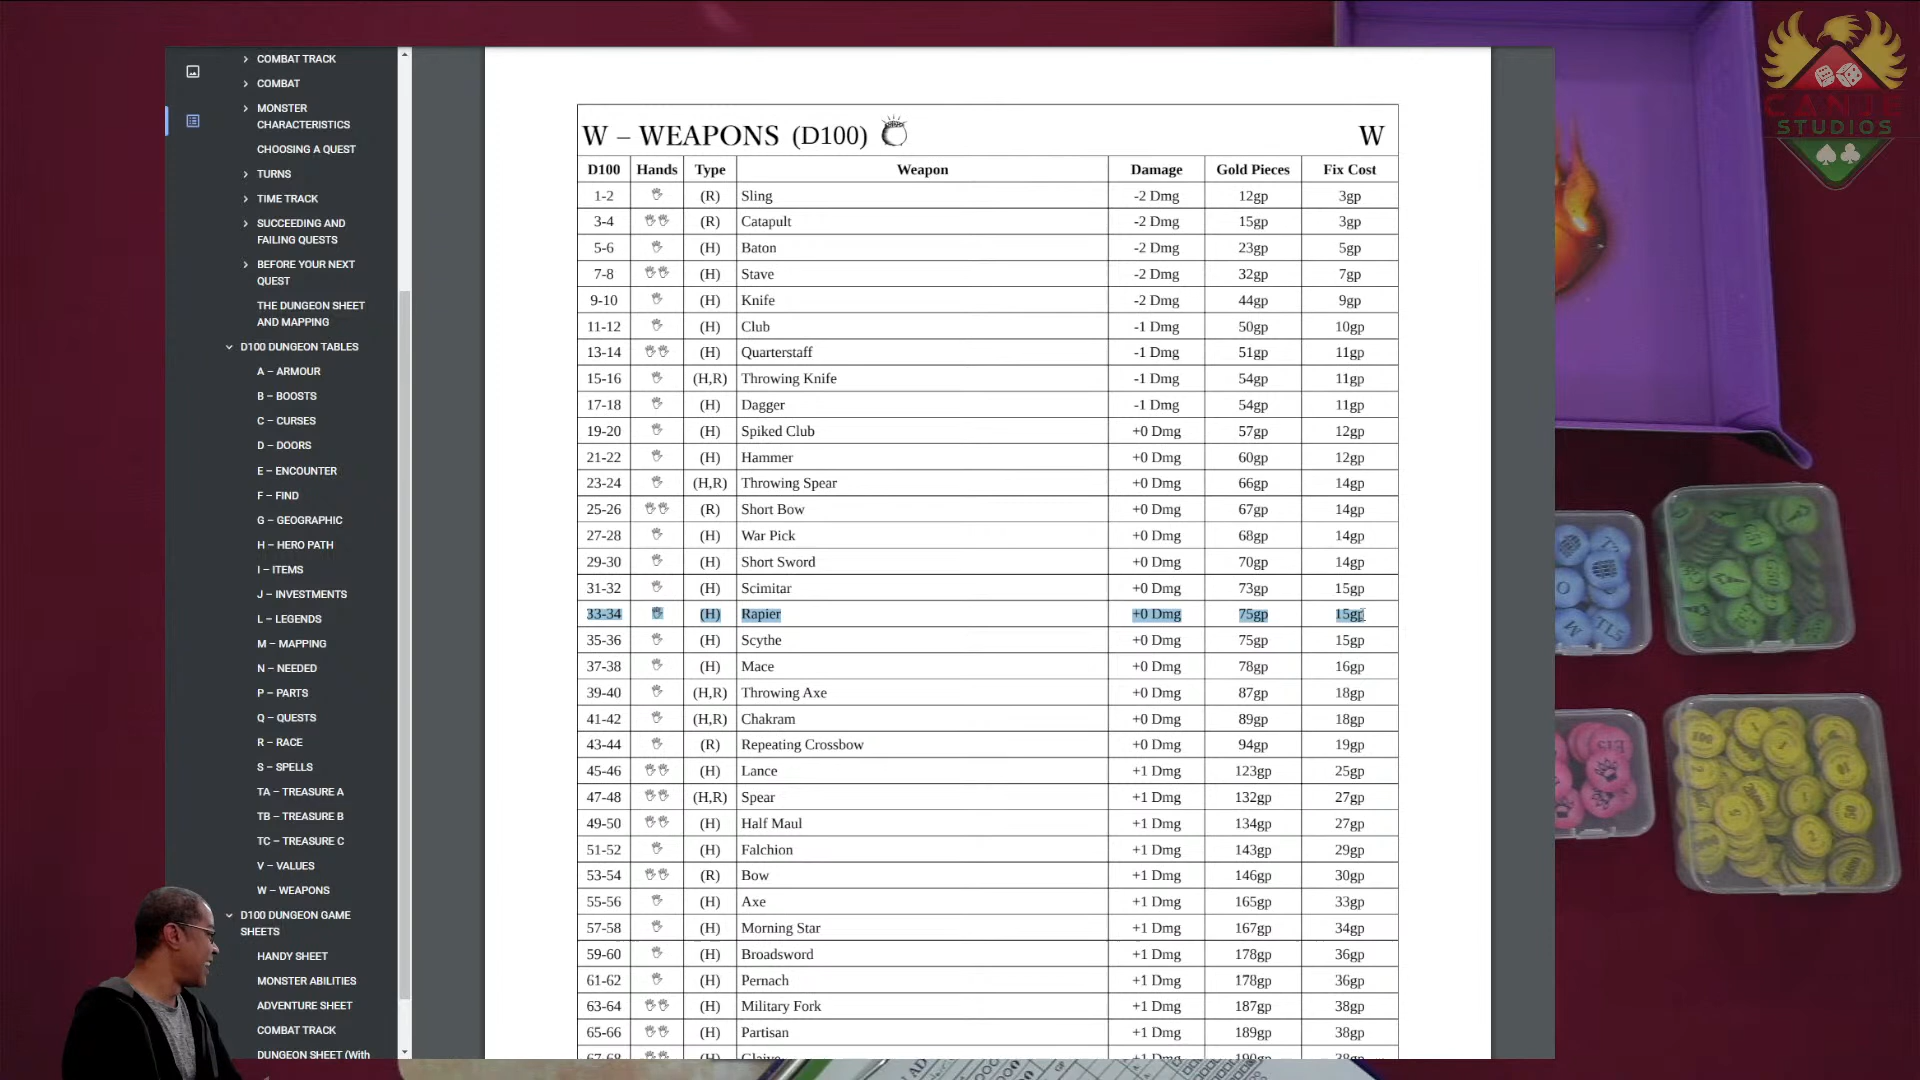 COMBAT TRACK
COMBAT
MONSTER
CHARACTERISTICS
CHOOSING A QUEST
TURNS
TIME TRACK
SUCCEEDING AND
FAILING QUESTS
BEFORE YOUR NEXT
QUEST
THE DUNGEON SHEET
AND MAPPING
D100 DUNGEON TABLES
A – ARMOUR
B – BOOSTS
C – CURSES
D – DOORS
E – ENCOUNTER
F – FIND
G – GEOGRAPHIC
H – HERO PATH
I – ITEMS
J – INVESTMENTS
L – LEGENDS
M – MAPPING
N – NEEDED
P – PARTS
Q – QUESTS
R – RACE
S – SPELLS
TA – TREASURE A
TB – TREASURE B
TC – TREASURE C
V – VALUES
W – WEAPONS
D100 DUNGEON GAME
SHEETS
HANDY SHEET
MONSTER ABILITIES
ADVENTURE SHEET
COMBAT TRACK
DUNGEON SHEET (With
W – WEAPONS (D100) W
D100 Hands Type Weapon Damage Gold Pieces Fix Cost
1-2 (R) Sling -2 Dmg 12gp 3gp
3-4 (R) Catapult -2 Dmg 15gp 3gp
5-6 (H) Baton -2 Dmg 23gp 5gp
7-8 (H) Stave -2 Dmg 32gp 7gp
9-10 (H) Knife -2 Dmg 44gp 9gp
11-12 (H) Club -1 Dmg 50gp 10gp
13-14 (H) Quarterstaff -1 Dmg 51gp 11gp
15-16 (H,R) Throwing Knife -1 Dmg 54gp 11gp
17-18 (H) Dagger -1 Dmg 54gp 11gp
19-20 (H) Spiked Club +0 Dmg 57gp 12gp
21-22 (H) Hammer +0 Dmg 60gp 12gp
23-24 (H,R) Throwing Spear +0 Dmg 66gp 14gp
25-26 (R) Short Bow +0 Dmg 67gp 14gp
27-28 (H) War Pick +0 Dmg 68gp 14gp
29-30 (H) Short Sword +0 Dmg 70gp 14gp
31-32 (H) Scimitar +0 Dmg 73gp 15gp
33-34 (H) Rapier +0 Dmg 75gp 15gp
35-36 (H) Scythe +0 Dmg 75gp 15gp
37-38 (H) Mace +0 Dmg 78gp 16gp
39-40 (H,R) Throwing Axe +0 Dmg 87gp 18gp
41-42 (H,R) Chakram +0 Dmg 89gp 18gp
43-44 (R) Repeating Crossbow +0 Dmg 94gp 19gp
45-46 (H) Lance +1 Dmg 123gp 25gp
47-48 (H,R) Spear +1 Dmg 132gp 27gp
49-50 (H) Half Maul +1 Dmg 134gp 27gp
51-52 (H) Falchion +1 Dmg 143gp 29gp
53-54 (R) Bow +1 Dmg 146gp 30gp
55-56 (H) Axe +1 Dmg 165gp 33gp
57-58 (H) Morning Star +1 Dmg 167gp 34gp
59-60 (H) Broadsword +1 Dmg 178gp 36gp
61-62 (H) Pernach +1 Dmg 178gp 36gp
63-64 (H) Military Fork +1 Dmg 187gp 38gp
65-66 (H) Partisan +1 Dmg 189gp 38gp
67-68 (H) Glaive +1 Dmg 190gp 38gp
CANJE
STUDIOS
W
TL5